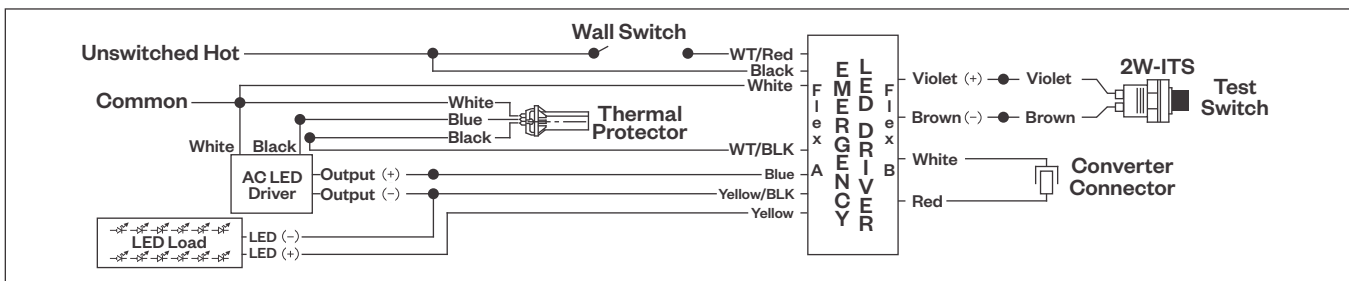 Unswitched Hot
Wall Switch
WT/Red
Black
White
Common
White
Blue
Black
Thermal
Protector
White
Black
WT/BLK
AC LED
Driver
Output (+)
Output (-)
Blue
Yellow/BLK
Yellow
LED Load
LED (-)
LED (+)
Flex A
EMERGENCY
LED DRIVER
Flex B
Violet (+)
Violet
2W-ITS
Test
Switch
Brown (-)
Brown
White
Red
Converter
Connector